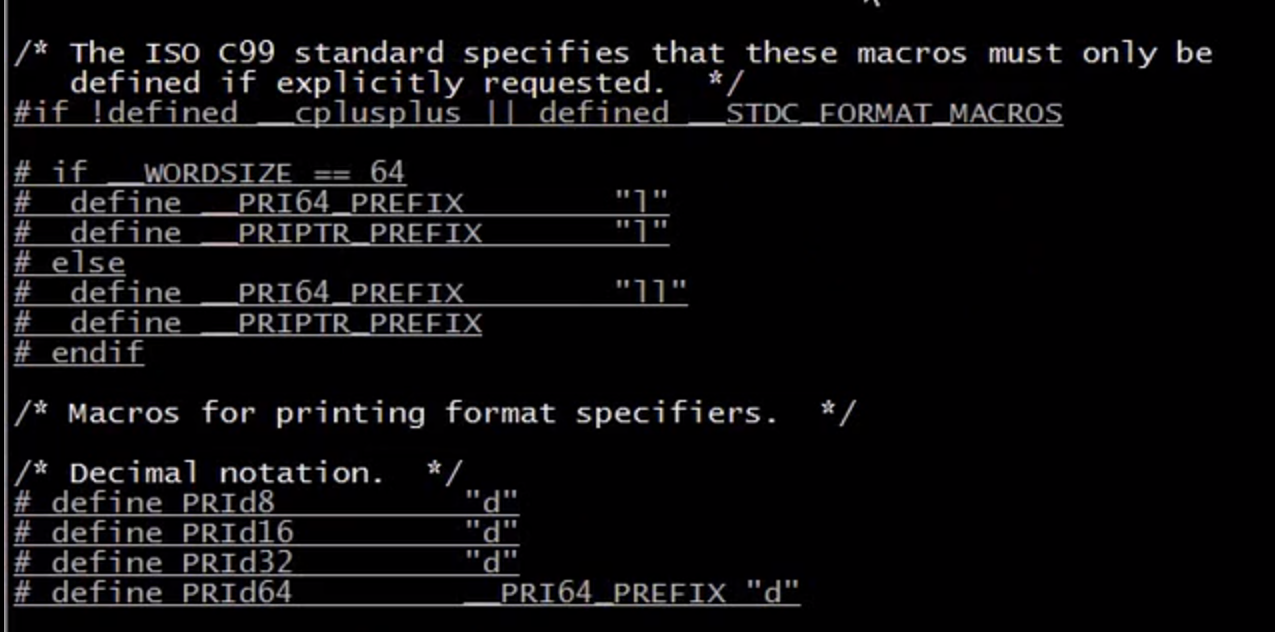 /* The ISO C99 standard specifies that these macros must only be
   defined if explicitly requested.  */
#if !defined __cplusplus || defined __STDC_FORMAT_MACROS
# if __WORDSIZE == 64
#  define __PRI64_PREFIX        "l"
#  define __PRIPTR_PREFIX       "l"
# else
#  define __PRI64_PREFIX        "ll"
#  define __PRIPTR_PREFIX
# endif
/* Macros for printing format specifiers.  */
/* Decimal notation.  */
# define PRId8          "d"
# define PRId16         "d"
# define PRId32         "d"
# define PRId64         __PRI64_PREFIX "d"